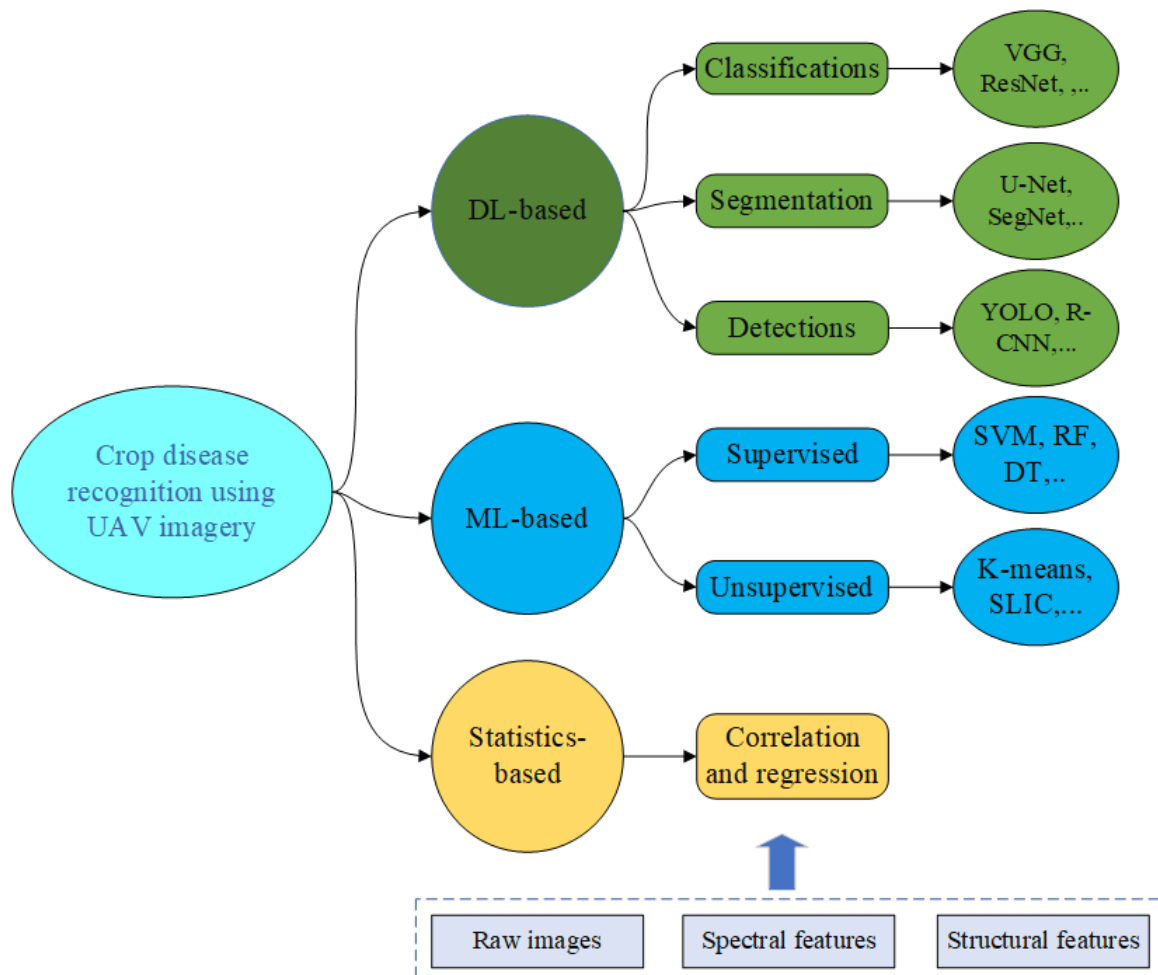 Crop disease
recognition using
UAV imagery
DL-based
Classifications
VGG,
ResNet, ,..
Segmentation
U-Net,
SegNet,..
Detections
YOLO, R-
CNN,...
ML-based
Supervised
SVM, RF,
DT,..
Unsupervised
K-means,
SLIC,...
Statistics-
based
Correlation
and regression
Raw images
Spectral features
Structural features